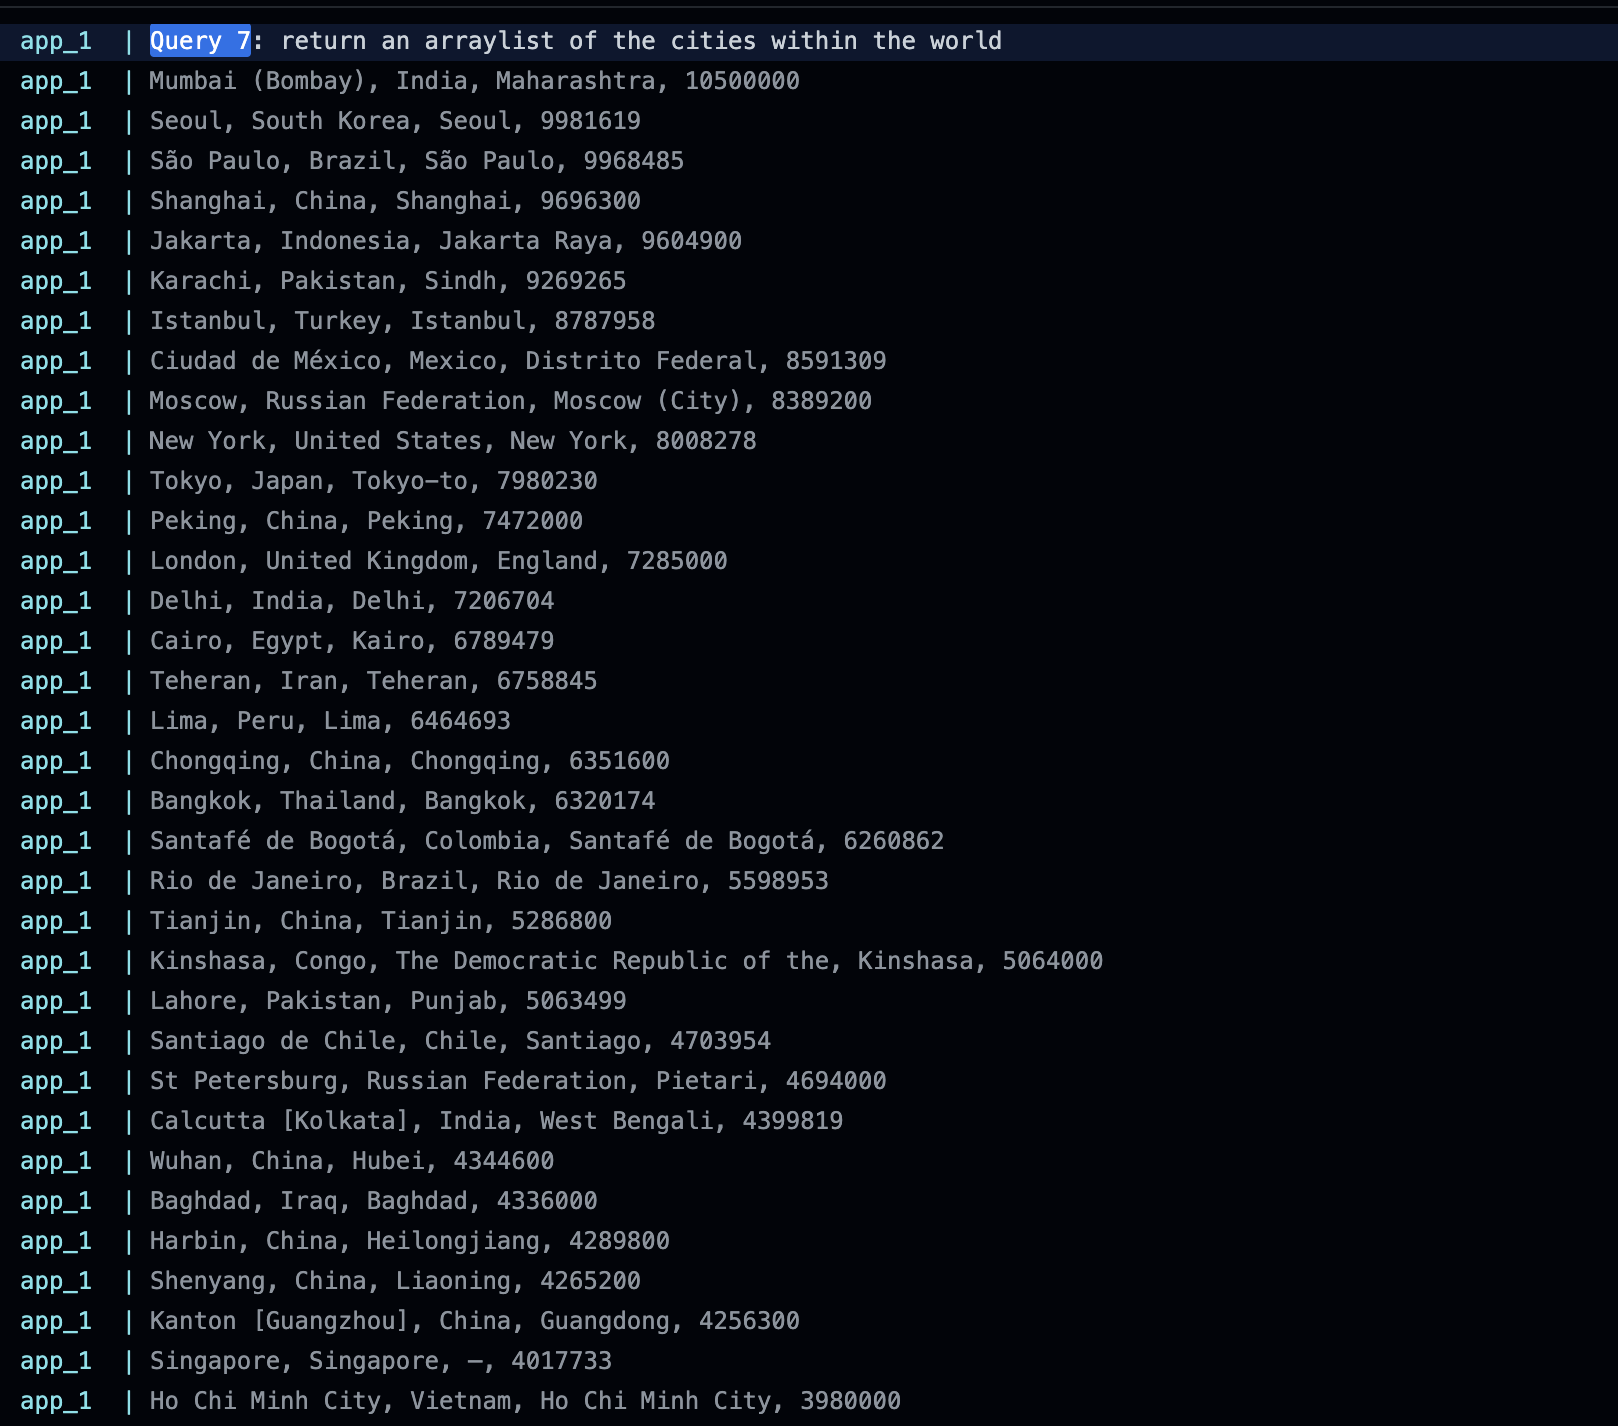 app_1 | Query 7: return an arraylist of the cities within the world
app_1 | Mumbai (Bombay), India, Maharashtra, 10500000
app_1 | Seoul, South Korea, Seoul, 9981619
app_1 | São Paulo, Brazil, São Paulo, 9968485
app_1 | Shanghai, China, Shanghai, 9696300
app_1 | Jakarta, Indonesia, Jakarta Raya, 9604900
app_1 | Karachi, Pakistan, Sindh, 9269265
app_1 | Istanbul, Turkey, Istanbul, 8787958
app_1 | Ciudad de México, Mexico, Distrito Federal, 8591309
app_1 | Moscow, Russian Federation, Moscow (City), 8389200
app_1 | New York, United States, New York, 8008278
app_1 | Tokyo, Japan, Tokyo-to, 7980230
app_1 | Peking, China, Peking, 7472000
app_1 | London, United Kingdom, England, 7285000
app_1 | Delhi, India, Delhi, 7206704
app_1 | Cairo, Egypt, Kairo, 6789479
app_1 | Teheran, Iran, Teheran, 6758845
app_1 | Lima, Peru, Lima, 6464693
app_1 | Chongqing, China, Chongqing, 6351600
app_1 | Bangkok, Thailand, Bangkok, 6320174
app_1 | Santafé de Bogotá, Colombia, Santafé de Bogotá, 6260862
app_1 | Rio de Janeiro, Brazil, Rio de Janeiro, 5598953
app_1 | Tianjin, China, Tianjin, 5286800
app_1 | Kinshasa, Congo, The Democratic Republic of the, Kinshasa, 5064000
app_1 | Lahore, Pakistan, Punjab, 5063499
app_1 | Santiago de Chile, Chile, Santiago, 4703954
app_1 | St Petersburg, Russian Federation, Pietari, 4694000
app_1 | Calcutta [Kolkata], India, West Bengali, 4399819
app_1 | Wuhan, China, Hubei, 4344600
app_1 | Baghdad, Iraq, Baghdad, 4336000
app_1 | Harbin, China, Heilongjiang, 4289800
app_1 | Shenyang, China, Liaoning, 4265200
app_1 | Kanton [Guangzhou], China, Guangdong, 4256300
app_1 | Singapore, Singapore, –, 4017733
app_1 | Ho Chi Minh City, Vietnam, Ho Chi Minh City, 3980000